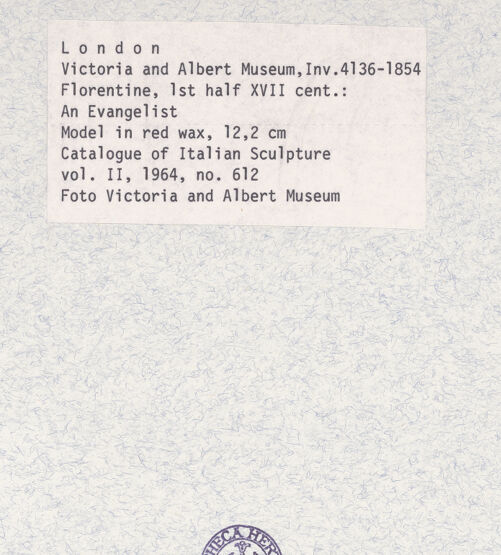 L o n d o n
Victoria and Albert Museum,Inv.4136-1854
Florentine, 1st half XVII cent.:
An Evangelist
Model in red wax, 12,2 cm
Catalogue of Italian Sculpture
vol. II, 1964, no. 612
Foto Victoria and Albert Museum